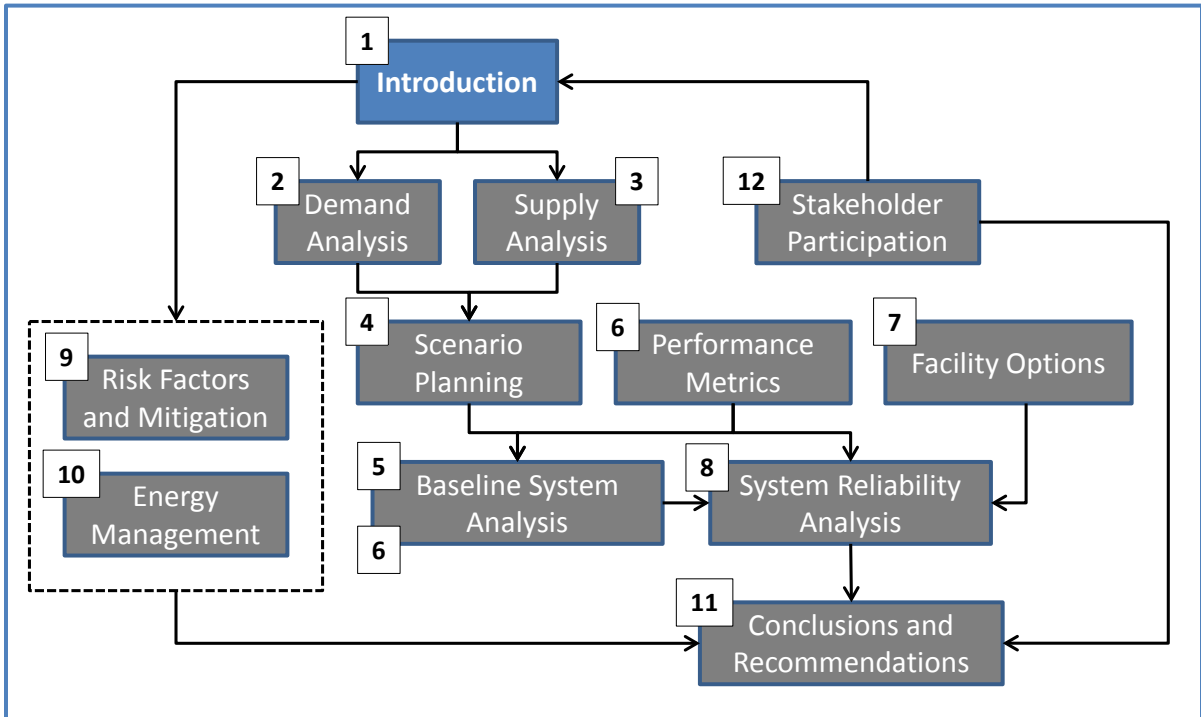 1
Introduction
2
Demand
Analysis
3
Supply
Analysis
12
Stakeholder
Participation
4
Scenario
Planning
6
Performance
Metrics
7
Facility Options
9
Risk Factors
and Mitigation
10
Energy
Management
5
Baseline System
Analysis
6
8
System Reliability
Analysis
11
Conclusions and
Recommendations